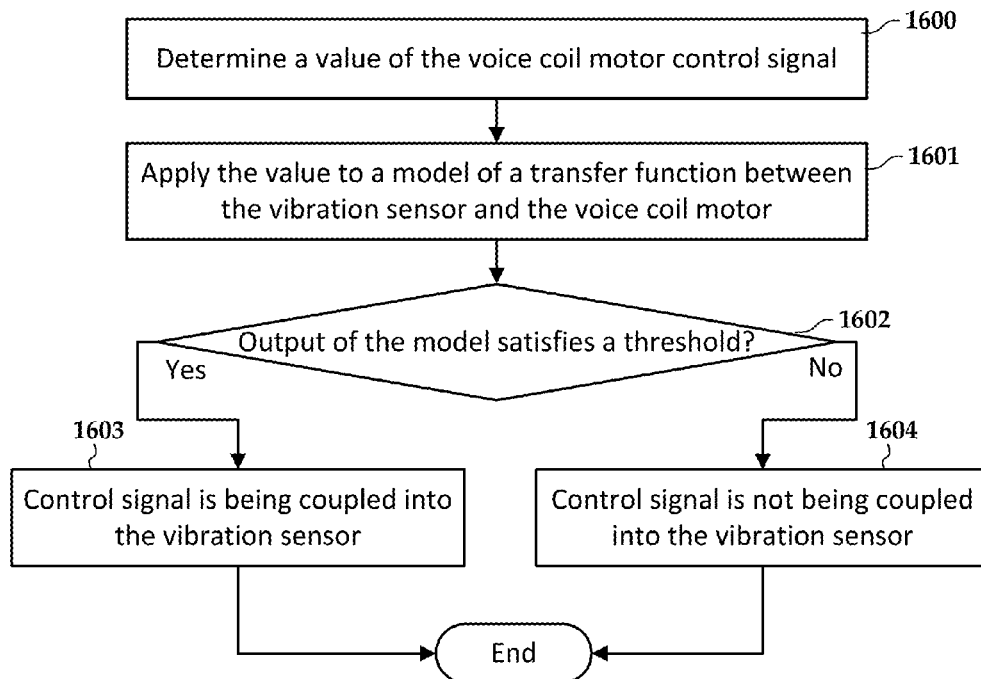 1600
Determine a value of the voice coil motor control signal
1601
Apply the value to a model of a transfer function between
the vibration sensor and the voice coil motor
1602
Output of the model satisfies a threshold?
Yes
No
1603
Control signal is being coupled into
the vibration sensor
1604
Control signal is not being coupled
into the vibration sensor
End